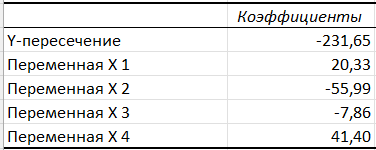 Коэффициенты
Y-пересечение -231,65
Переменная X 1 20,33
Переменная X 2 -55,99
Переменная X 3 -7,86
Переменная X 4 41,40